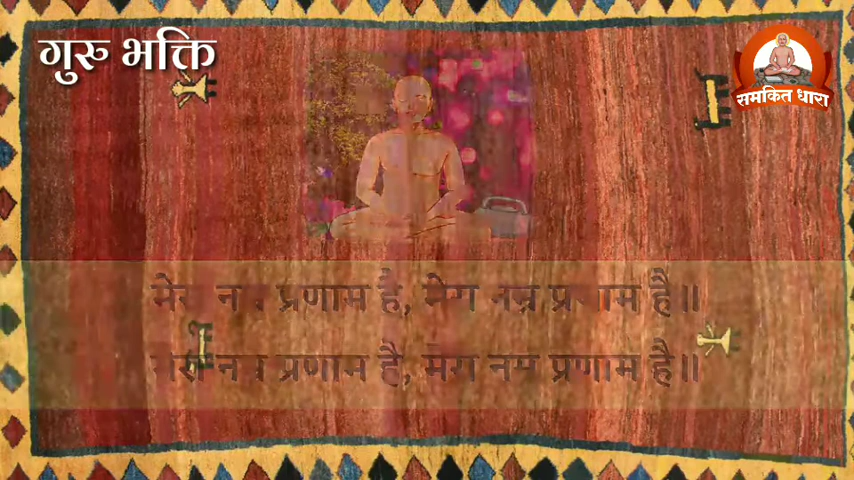 गुरु भक्ति
समकित धारा
मेरा नम्र प्रणाम है, मेरा नम्र प्रणाम है॥
मेरा नम्र प्रणाम है, मेरा नम्र प्रणाम है॥